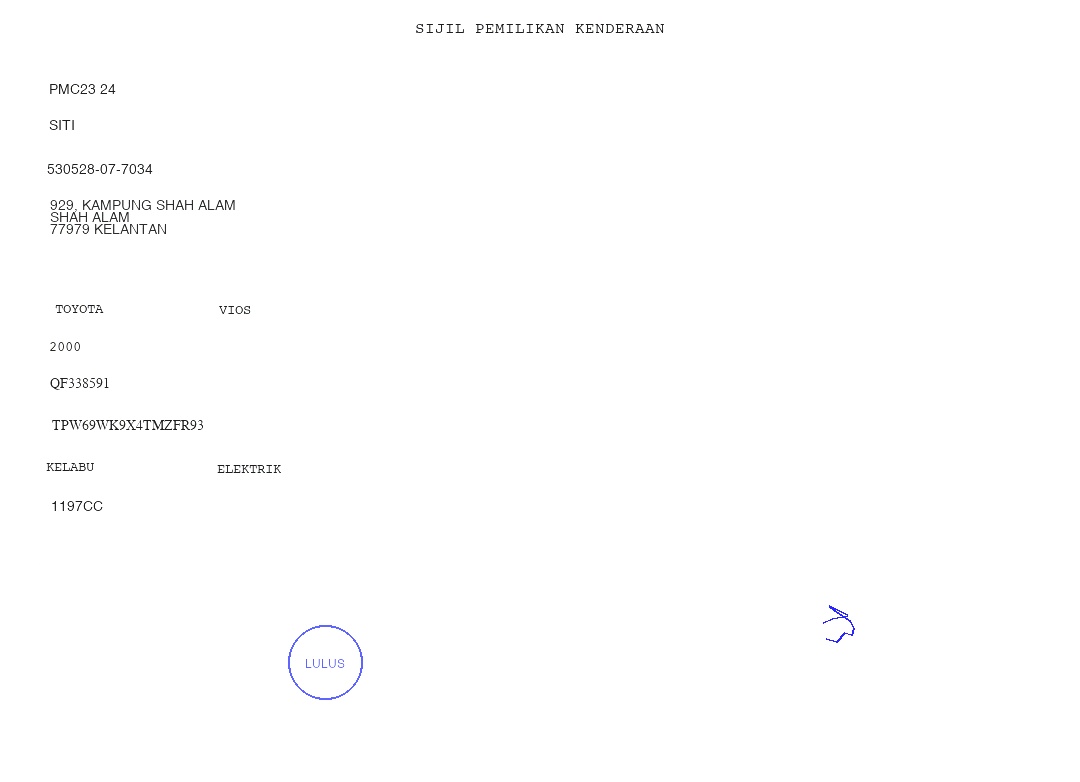 SIJIL PEMILIKAN KENDERAAN
PMC23 24
SITI
530528-07-7034
929, KAMPUNG SHAH ALAM
SHAH ALAM
77979 KELANTAN
TOYOTA VIOS
2000
QF338591
TPW69WK9X4TMZFR93
KELABU ELEKTRIK
1197CC
LULUS